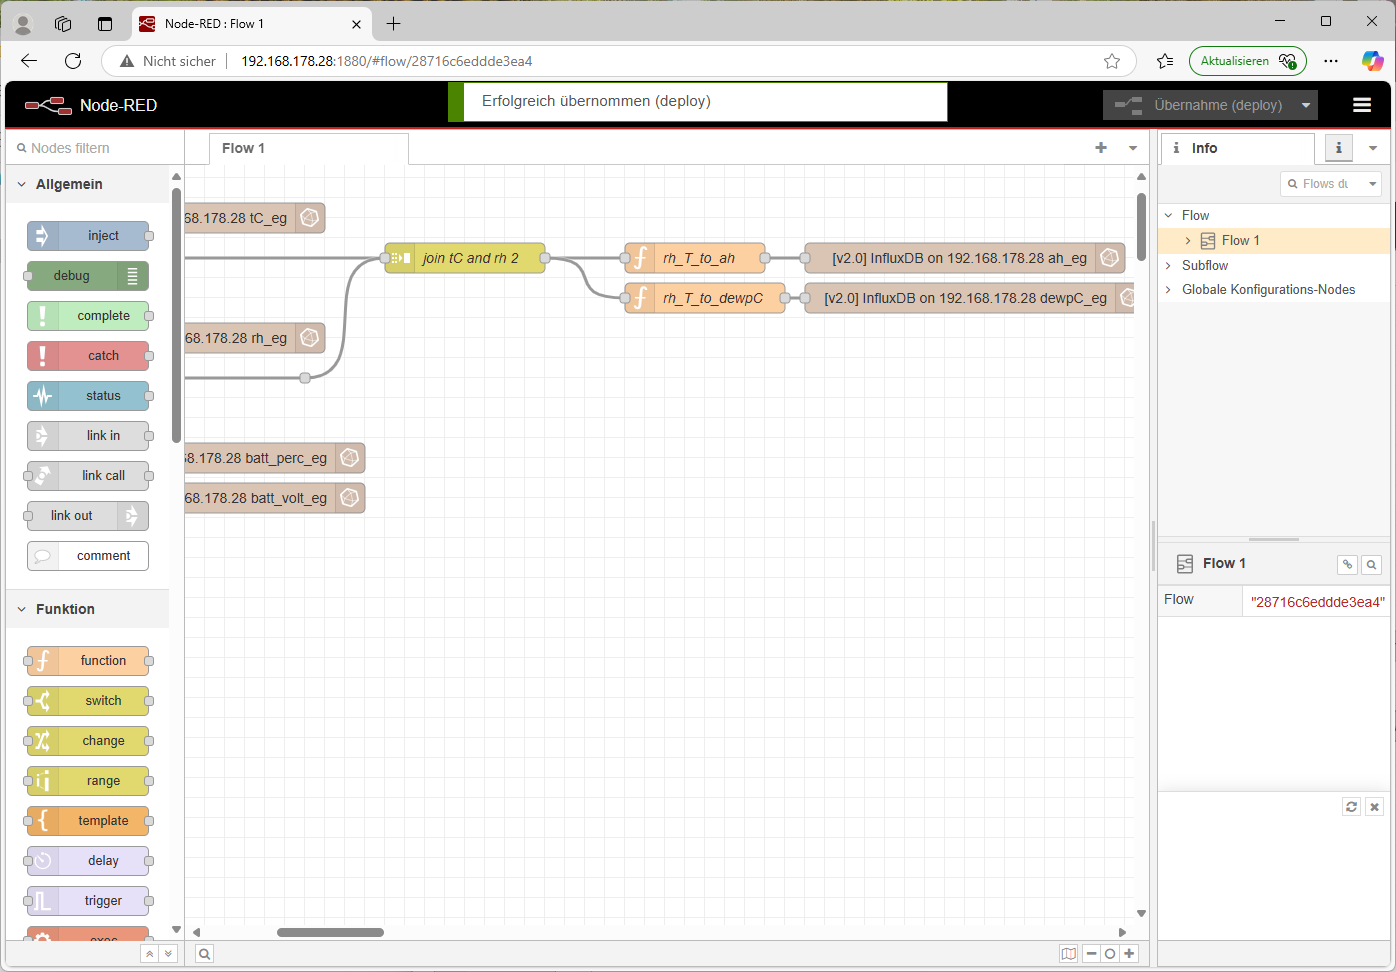 Node-RED : Flow 1
Nicht sicher
192.168.178.28:1880/#flow/28716c6eddde3ea4
Aktualisieren
Node-RED
Erfolgreich übernommen (deploy)
Übernahme (deploy)
Nodes filtern
Flow 1
Info
Allgemein
inject
debug
complete
catch
status
link in
link call
link out
comment
Funktion
function
switch
change
range
template
delay
trigger
exec
68.178.28 tC_eg
join tC and rh 2
rh_T_to_ah
[v2.0] InfluxDB on 192.168.178.28 ah_eg
rh_T_to_dewpC
[v2.0] InfluxDB on 192.168.178.28 dewpC_eg
68.178.28 rh_eg
68.178.28 batt_perc_eg
68.178.28 batt_volt_eg
Flows du
Flow
Flow 1
Subflow
Globale Konfigurations-Nodes
Flow 1
Flow
"28716c6eddde3ea4"